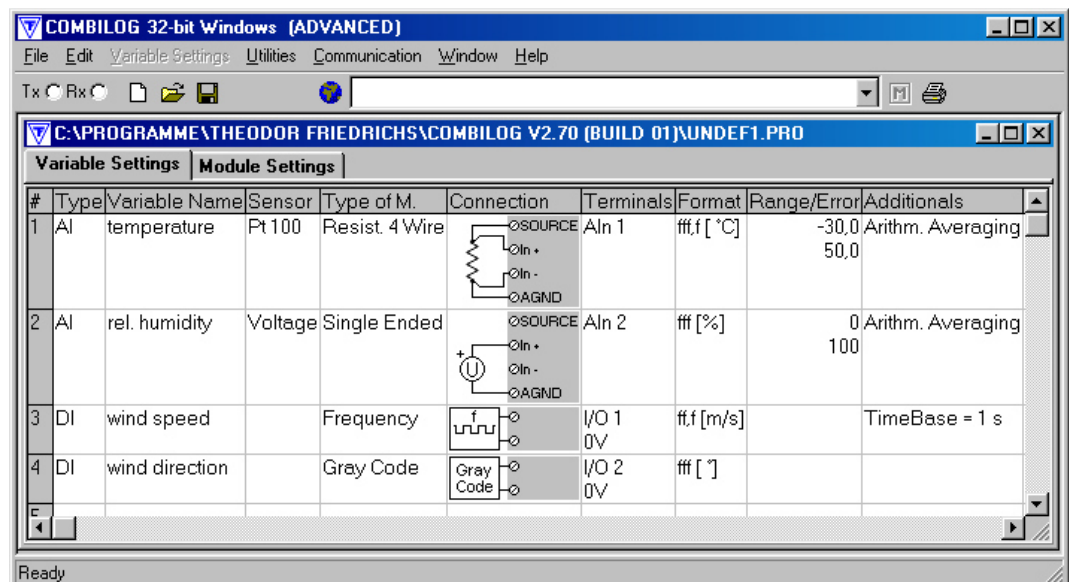 COMBILOG 32-bit Windows (ADVANCED)
File Edit Variable Settings Utilities Communication Window Help
Tx Rx M
C:\PROGRAMME\THEODOR FRIEDRICHS\COMBILOG V2.70 (BUILD 01)\UNDEF1.PRO
Variable Settings Module Settings
# Type Variable Name Sensor Type of M. Connection Terminals Format Range/Error Additionals
1 AI temperature Pt 100 Resist. 4 Wire SOURCE AIn 1 fff,f [ °C] -30,0 Arithm. Averaging
In + 50,0
In -
AGND
2 AI rel. humidity Voltage Single Ended SOURCE AIn 2 fff [%] 0 Arithm. Averaging
+ In + 100
U In -
AGND
3 DI wind speed Frequency f I/O 1 ff,f [m/s] TimeBase = 1 s
0V
4 DI wind direction Gray Code Gray I/O 2 fff [ °]
Code 0V
5
Ready